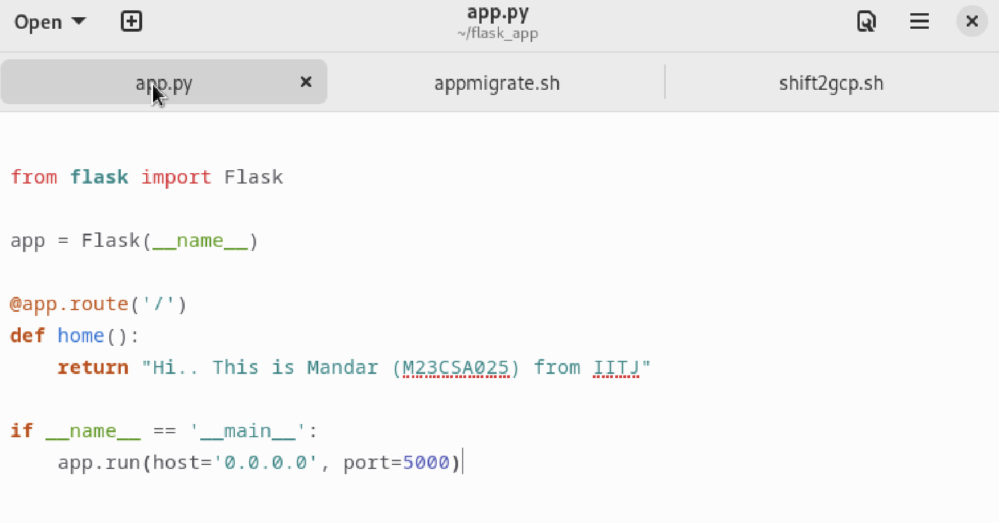 Open
app.py
~/flask_app
app.py
appmigrate.sh
shift2gcp.sh
from flask import Flask
app = Flask(__name__)
@app.route('/')
def home():
    return "Hi.. This is Mandar (M23CSA025) from IITJ"
if __name__ == '__main__':
    app.run(host='0.0.0.0', port=5000)